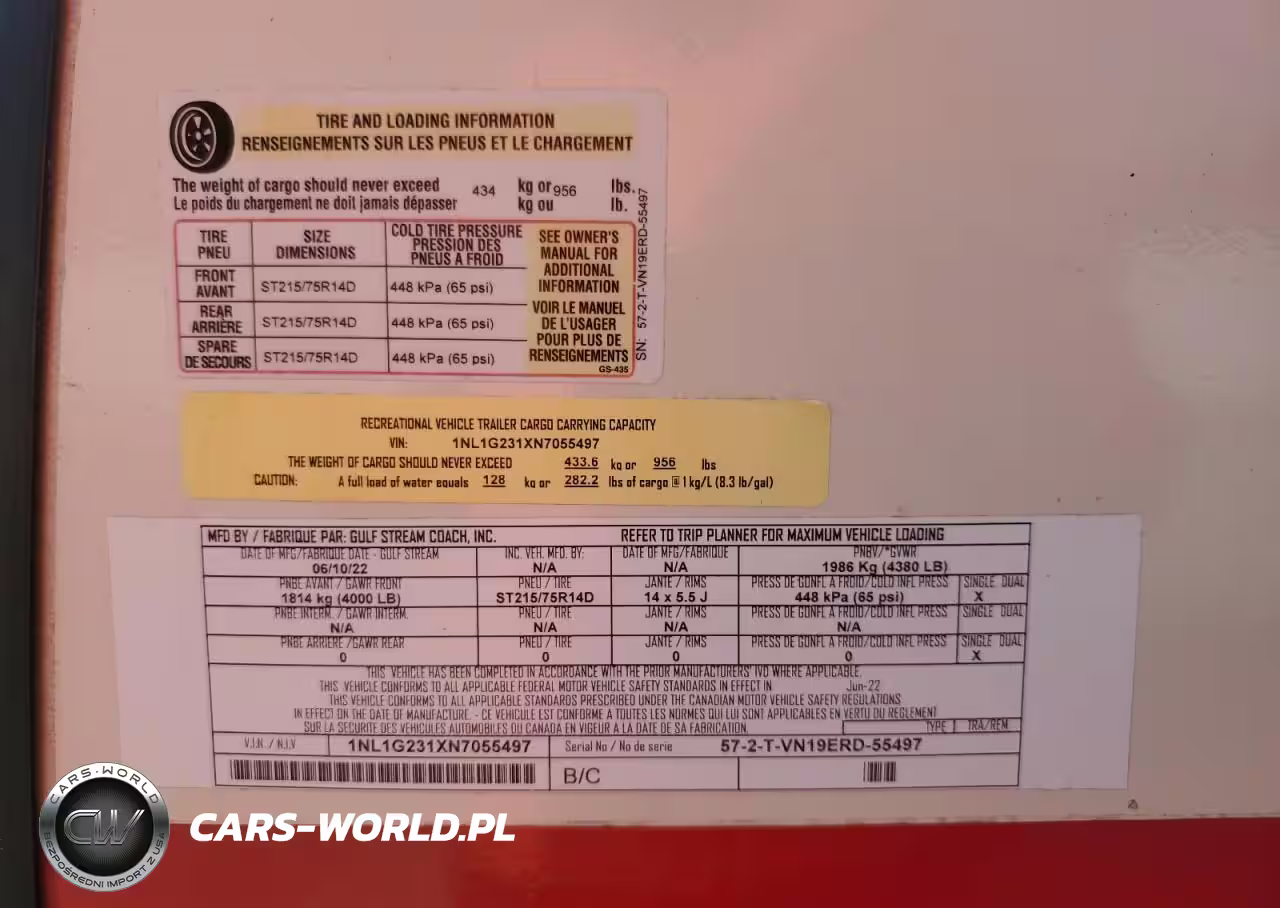 TIRE AND LOADING INFORMATION
RENSEIGNEMENTS SUR LES PNEUS ET LE CHARGEMENT
The weight of cargo should never exceed 434 kg or 956 lbs.
Le poids du chargement ne doit jamais dépasser kg ou lb.
TIRE PNEU SIZE DIMENSIONS COLD TIRE PRESSURE PRESSION DES PNEUS A FROID
FRONT AVANT ST215/75R14D 448 kPa (65 psi)
REAR ARRIÈRE ST215/75R14D 448 kPa (65 psi)
SPARE DE SECOURS ST215/75R14D 448 kPa (65 psi)
SEE OWNER'S
MANUAL FOR
ADDITIONAL
INFORMATION
VOIR LE MANUEL
DE L'USAGER
POUR PLUS DE
RENSEIGNEMENTS
GS-435
SN: 57-2-T-VN19ERD-55497
RECREATIONAL VEHICLE TRAILER CARGO CARRYING CAPACITY
VIN: 1NL1G231XN7055497
THE WEIGHT OF CARGO SHOULD NEVER EXCEED 433.6 kg or 956 lbs
CAUTION: A full load of water equals 128 kg or 282.2 lbs of cargo @ 1 kg/L (8.3 lb/gal)
MFD BY / FABRIQUE PAR: GULF STREAM COACH, INC. REFER TO TRIP PLANNER FOR MAXIMUM VEHICLE LOADING
DATE OF MFG/FABRIQUE DATE - GULF STREAM INC. VEH. MFD. BY: DATE OF MFG/FABRIQUE PNBV/*GVWR
06/10/22 N/A N/A 1986 Kg (4380 LB)
PNBE AVANT / GAWR FRONT PNEU / TIRE JANTE / RIMS PRESS DE GONFL A FROID/COLD INFL PRESS SINGLE DUAL
1814 kg (4000 LB) ST215/75R14D 14 x 5.5 J 448 kPa (65 psi) X
PNBE INTERM. / GAWR INTERM. PNEU / TIRE JANTE / RIMS PRESS DE GONFL A FROID/COLD INFL PRESS SINGLE DUAL
N/A N/A N/A N/A
PNBE ARRIERE /GAWR REAR PNEU / TIRE JANTE / RIMS PRESS DE GONFL A FROID/COLD INFL PRESS SINGLE DUAL
0 0 0 0 X
THIS VEHICLE HAS BEEN COMPLETED IN ACCORDANCE WITH THE PRIOR MANUFACTURERS' IVD WHERE APPLICABLE.
THIS VEHICLE CONFORMS TO ALL APPLICABLE FEDERAL MOTOR VEHICLE SAFETY STANDARDS IN EFFECT IN Jun-22
THIS VEHICLE CONFORMS TO ALL APPLICABLE STANDARDS PRESCRIBED UNDER THE CANADIAN MOTOR VEHICLE SAFETY REGULATIONS
IN EFFECT ON THE DATE OF MANUFACTURE. - CE VEHICULE EST CONFORME A TOUTES LES NORMES QUI LUI SONT APPLICABLES EN VERTU DU REGLEMENT
SUR LA SECURITE DES VEHICULES AUTOMOBILES DU CANADA EN VIGEUR A LA DATE DE SA FABRICATION. TYPE TRA/REM.
V.I.N. / N.I.V 1NL1G231XN7055497 Serial No / No de serie 57-2-T-VN19ERD-55497
B/C
CARS-WORLD
CW
BEZPOŚREDNI IMPORT Z USA
CARS-WORLD.PL